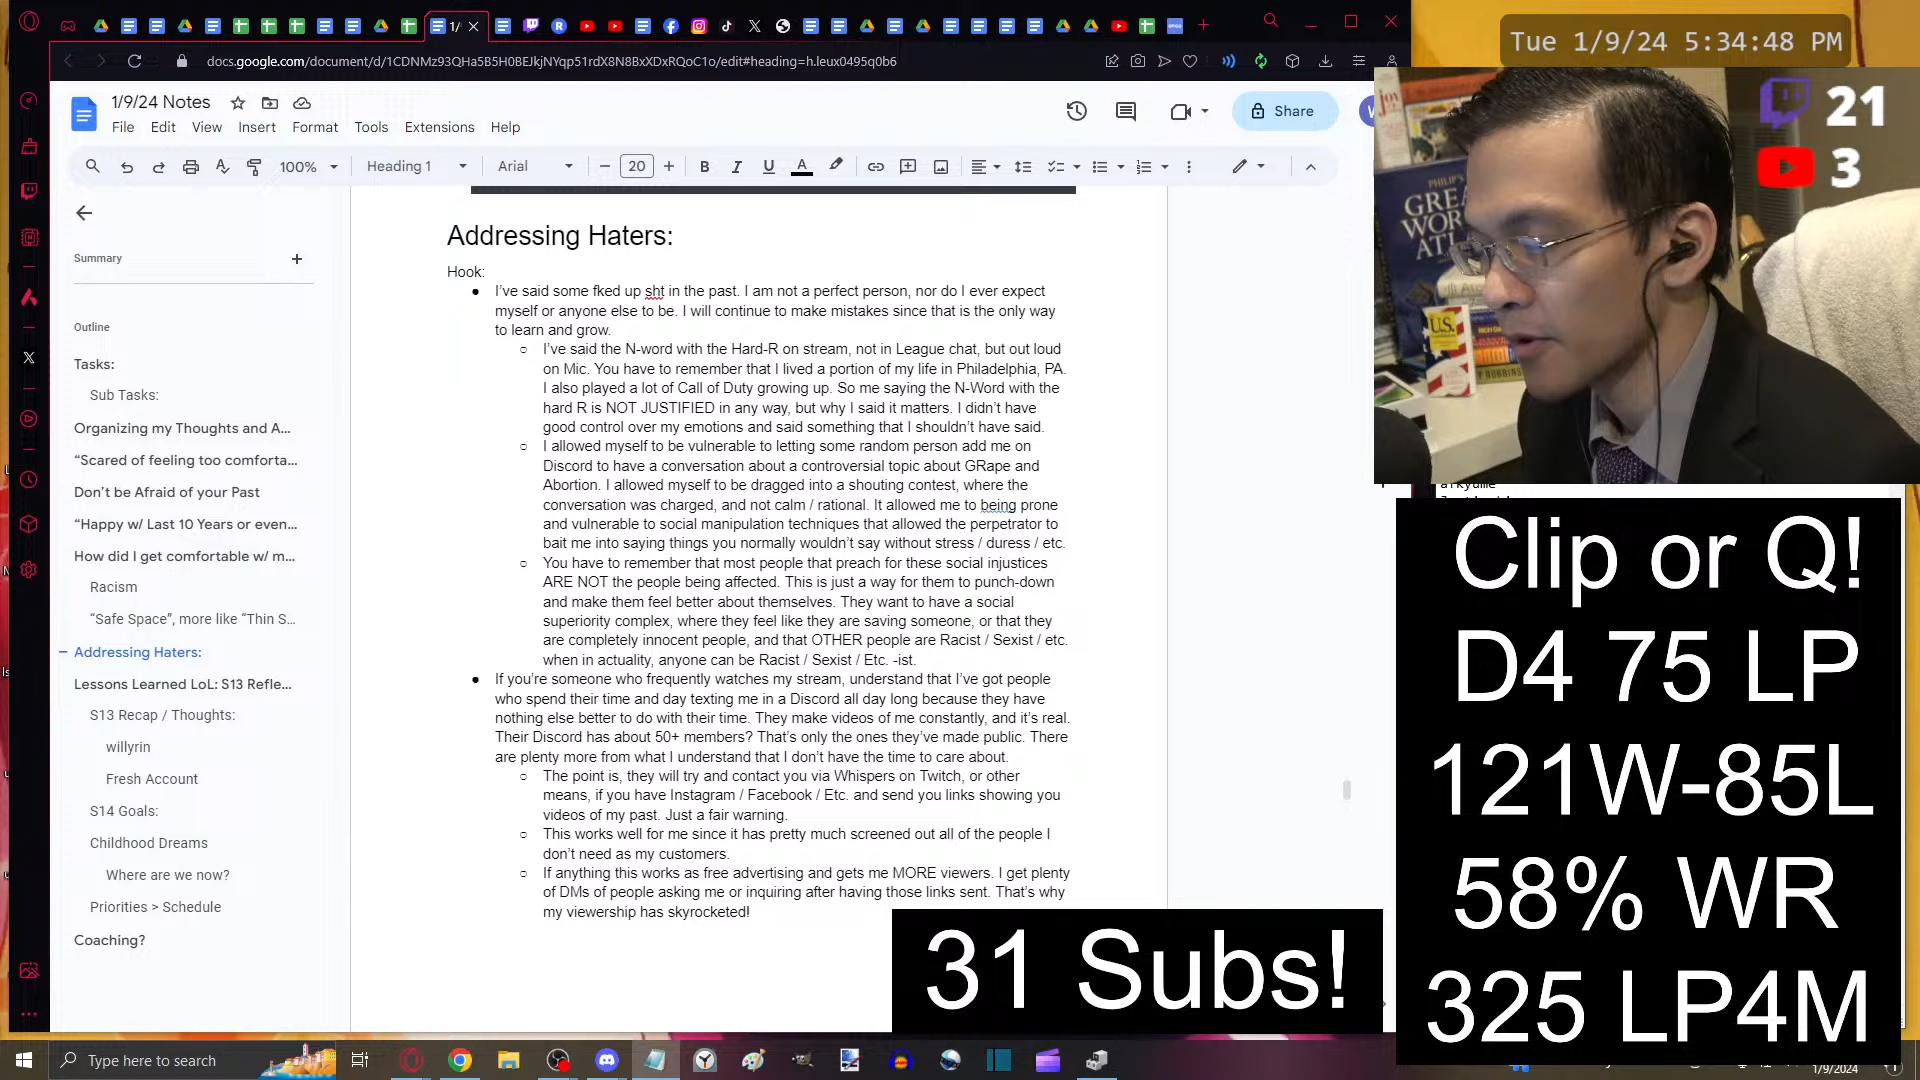 Tue 1/9/24 5:34:48 PM
1/
docs.google.com/document/d/1CDNMz93QHa5B5H0BEJkjNYqp51rdX8N8BxXDxRQoC1o/edit#heading=h.leux0495q0b6
1/9/24 Notes
File Edit View Insert Format Tools Extensions Help
Share
100% Heading 1 Arial 20
21
3
Summary
Outline
Tasks:
Sub Tasks:
Organizing my Thoughts and A...
“Scared of feeling too comforta...
Don’t be Afraid of your Past
“Happy w/ Last 10 Years or even...
How did I get comfortable w/ m...
Racism
“Safe Space”, more like “Thin S...
Addressing Haters:
Lessons Learned LoL: S13 Refle...
S13 Recap / Thoughts:
willyrin
Fresh Account
S14 Goals:
Childhood Dreams
Where are we now?
Priorities > Schedule
Coaching?
Addressing Haters:
Hook:
● I’ve said some fked up sht in the past. I am not a perfect person, nor do I ever expect
myself or anyone else to be. I will continue to make mistakes since that is the only way
to learn and grow.
○ I’ve said the N-word with the Hard-R on stream, not in League chat, but out loud
on Mic. You have to remember that I lived a portion of my life in Philadelphia, PA.
I also played a lot of Call of Duty growing up. So me saying the N-Word with the
hard R is NOT JUSTIFIED in any way, but why I said it matters. I didn’t have
good control over my emotions and said something that I shouldn’t have said.
○ I allowed myself to be vulnerable to letting some random person add me on
Discord to have a conversation about a controversial topic about GRape and
Abortion. I allowed myself to be dragged into a shouting contest, where the
conversation was charged, and not calm / rational. It allowed me to being prone
and vulnerable to social manipulation techniques that allowed the perpetrator to
bait me into saying things you normally wouldn’t say without stress / duress / etc.
○ You have to remember that most people that preach for these social injustices
ARE NOT the people being affected. This is just a way for them to punch-down
and make them feel better about themselves. They want to have a social
superiority complex, where they feel like they are saving someone, or that they
are completely innocent people, and that OTHER people are Racist / Sexist / etc.
when in actuality, anyone can be Racist / Sexist / Etc. -ist.
● If you’re someone who frequently watches my stream, understand that I’ve got people
who spend their time and day texting me in a Discord all day long because they have
nothing else better to do with their time. They make videos of me constantly, and it’s real.
Their Discord has about 50+ members? That’s only the ones they’ve made public. There
are plenty more from what I understand that I don’t have the time to care about.
○ The point is, they will try and contact you via Whispers on Twitch, or other
means, if you have Instagram / Facebook / Etc. and send you links showing you
videos of my past. Just a fair warning.
○ This works well for me since it has pretty much screened out all of the people I
don’t need as my customers.
○ If anything this works as free advertising and gets me MORE viewers. I get plenty
of DMs of people asking me or inquiring after having those links sent. That’s why
my viewership has skyrocketed!
GREA
WOR
U.S.
Clip or Q!
D4 75 LP
121W-85L
58% WR
325 LP4M
31 Subs!
Type here to search
1/9/2024